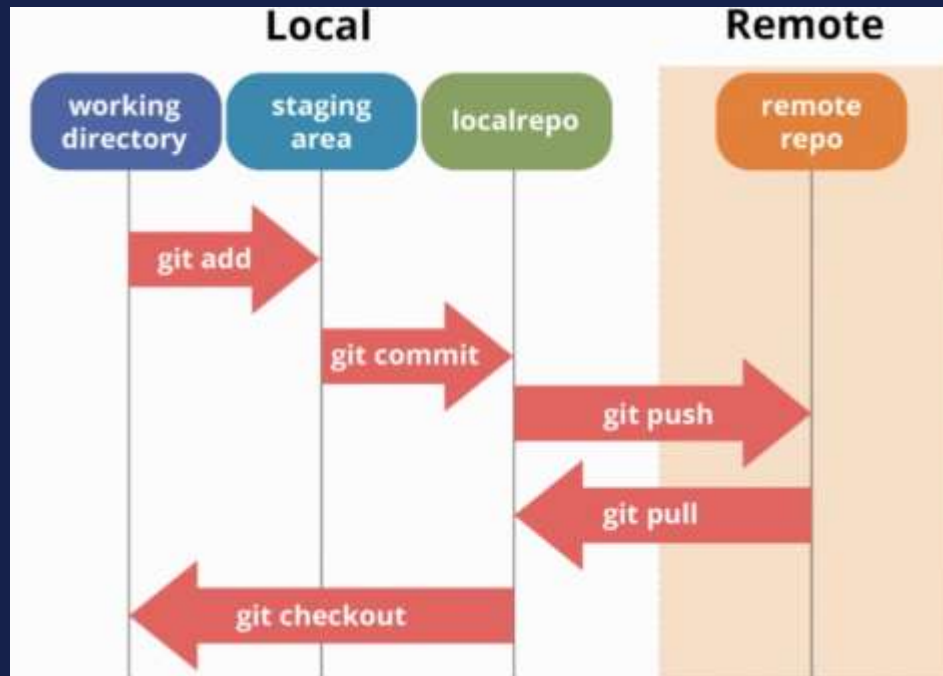 Local
Remote
working
directory
staging
area
localrepo
remote
repo
git add
git commit
git push
git pull
git checkout